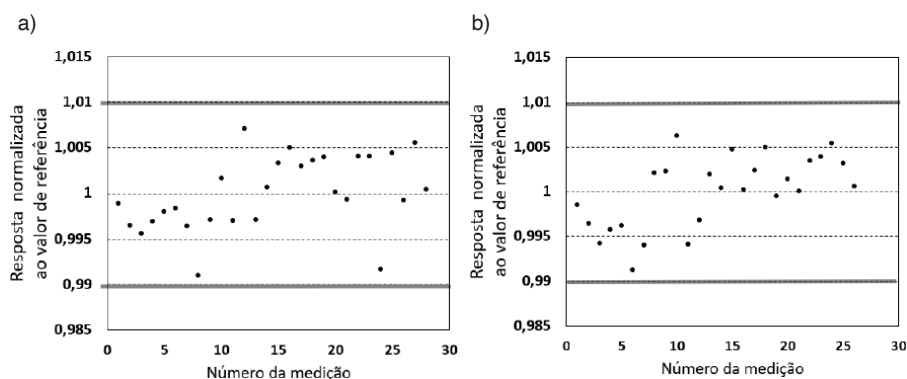 a)
1,015
1,01
1,005
1
0,995
0,99
0,985
0 5 10 15 20 25 30
Resposta normalizada
ao valor de referência
Número da medição
b)
1,015
1,01
1,005
1
0,995
0,99
0,985
0 5 10 15 20 25 30
Resposta normalizada
ao valor de referência
Número da medição